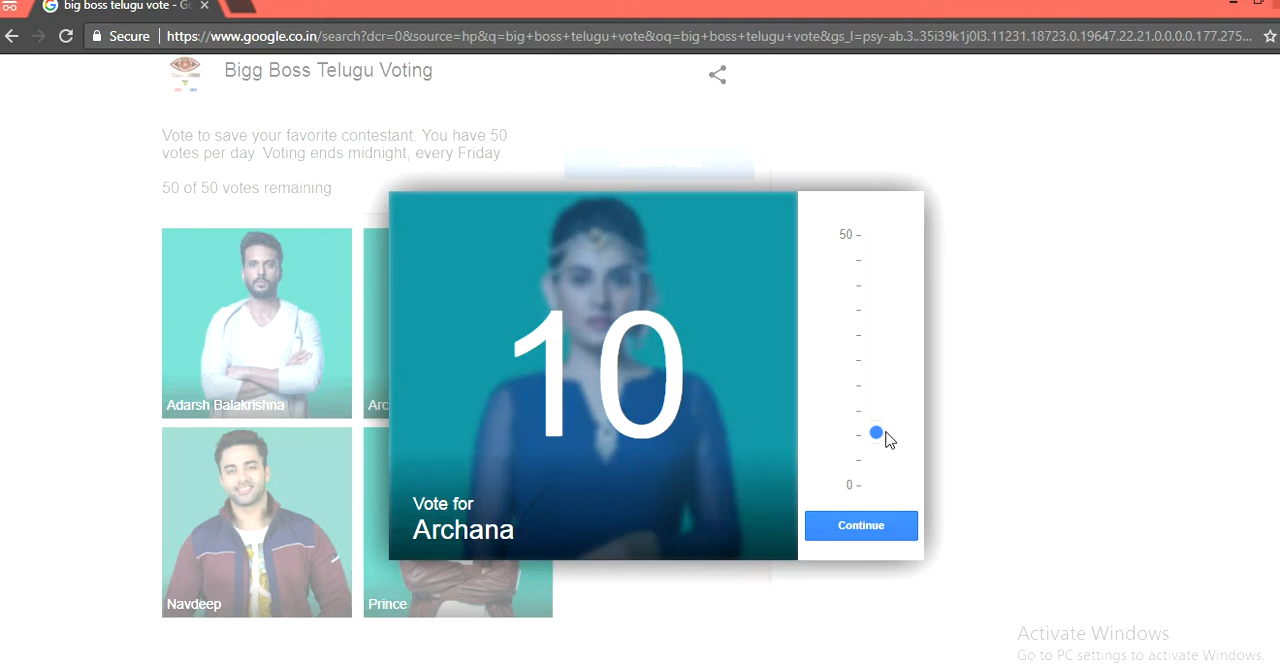 big boss telugu vote - Go
Secure
https://www.google.co.in/search?dcr=0&source=hp&q=big+boss+telugu+vote&oq=big+boss+telugu+vote&gs_l=psy-ab.3..35i39k1j0l3.11231.18723.0.19647.22.21.0.0.0.0.177.275...
Bigg Boss Telugu Voting
Vote to save your favorite contestant. You have 50
votes per day. Voting ends midnight, every Friday.
50 of 50 votes remaining
Adarsh Balakrishna
Arc
Navdeep
Prince
10
Vote for
Archana
50
0
Continue
Activate Windows
Go to PC settings to activate Windows.